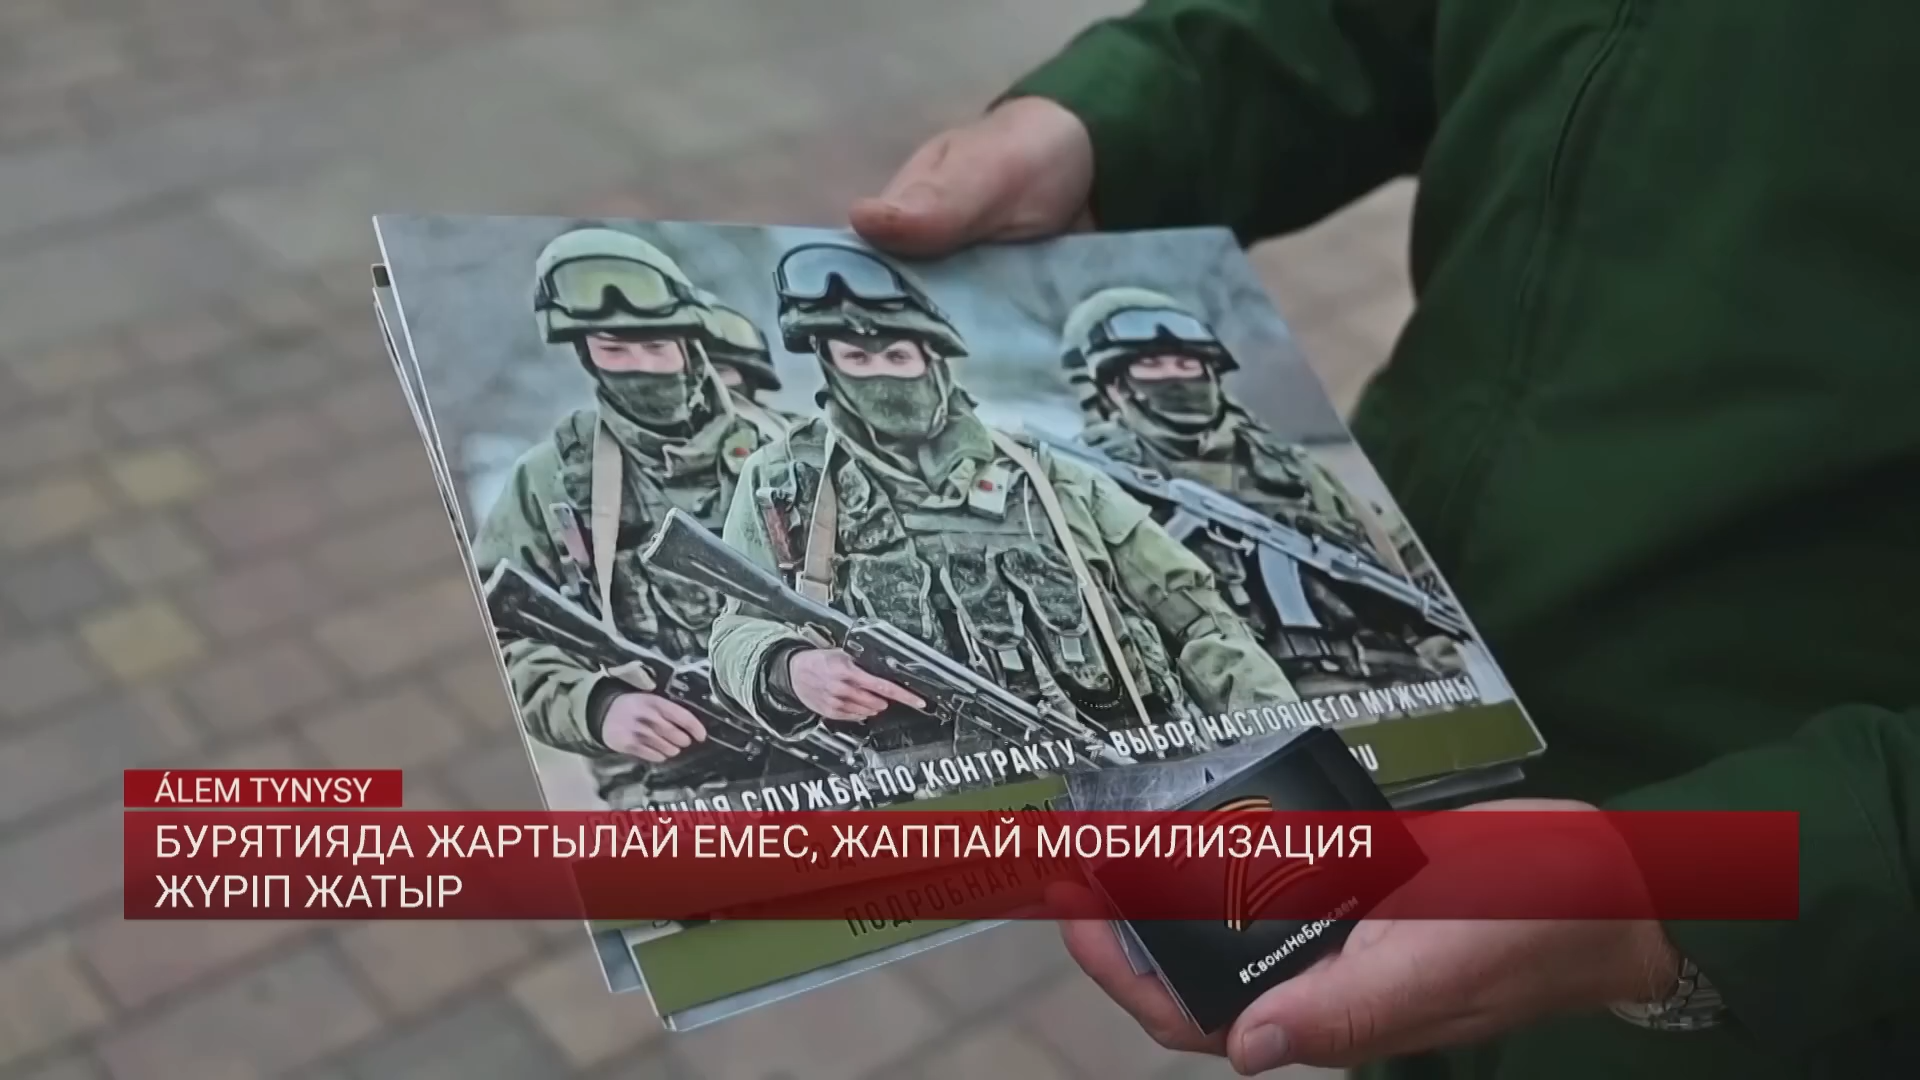 ВОЕННАЯ СЛУЖБА ПО КОНТРАКТУ – ВЫБОР НАСТОЯЩЕГО МУЖЧИНЫ
ÁLEM TYNYSY
БУРЯТИЯДА ЖАРТЫЛАЙ ЕМЕС, ЖАППАЙ МОБИЛИЗАЦИЯ
ЖҮРІП ЖАТЫР
ПОДРОБНАЯ
#СвоихНеБросаем